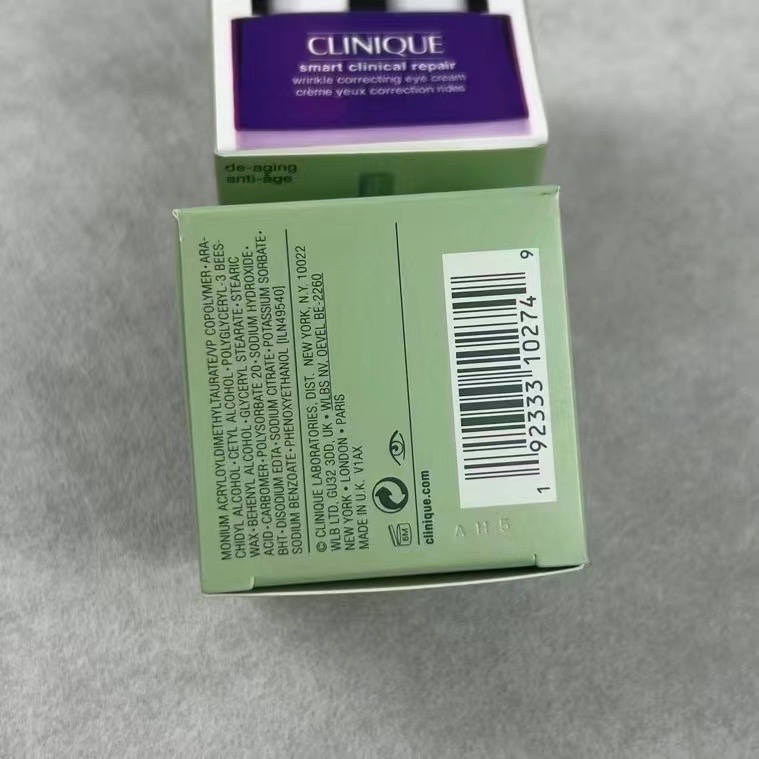 CLINIQUE
smart clinical repair
wrinkle correcting eye cream
crème yeux correction rides
de-aging
anti-âge
MONIUM ACRYLOYLDIMETHYLTAURATE/VP COPOLYMER • ARA-
CHIDYL ALCOHOL • CETYL ALCOHOL • POLYGLYCERYL-3 BEES-
WAX • BEHENYL ALCOHOL • GLYCERYL STEARATE • STEARIC
ACID • CARBOMER • POLYSORBATE 20 • SODIUM HYDROXIDE •
BHT • DISODIUM EDTA • SODIUM CITRATE • POTASSIUM SORBATE •
SODIUM BENZOATE • PHENOXYETHANOL [ILN49540]
© CLINIQUE LABORATORIES, DIST. NEW YORK, N.Y. 10022
WLB LTD, GU32 3DD, UK • WLBS NV, OEVEL BE-2260
NEW YORK • LONDON • PARIS
MADE IN U.K. V1AX
6M
clinique.com
1 92333 10274 9